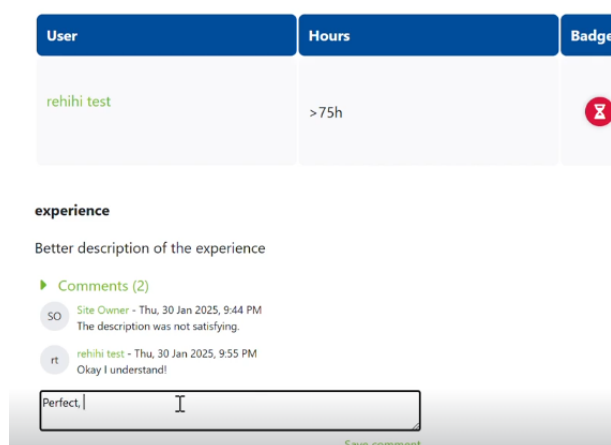 User Hours Badge
rehihi test
>75h
experience
Better description of the experience
Comments (2)
SO
Site Owner - Thu, 30 Jan 2025, 9:44 PM
The description was not satisfying.
rt
rehihi test - Thu, 30 Jan 2025, 9:55 PM
Okay I understand!
Perfect,
Save comment